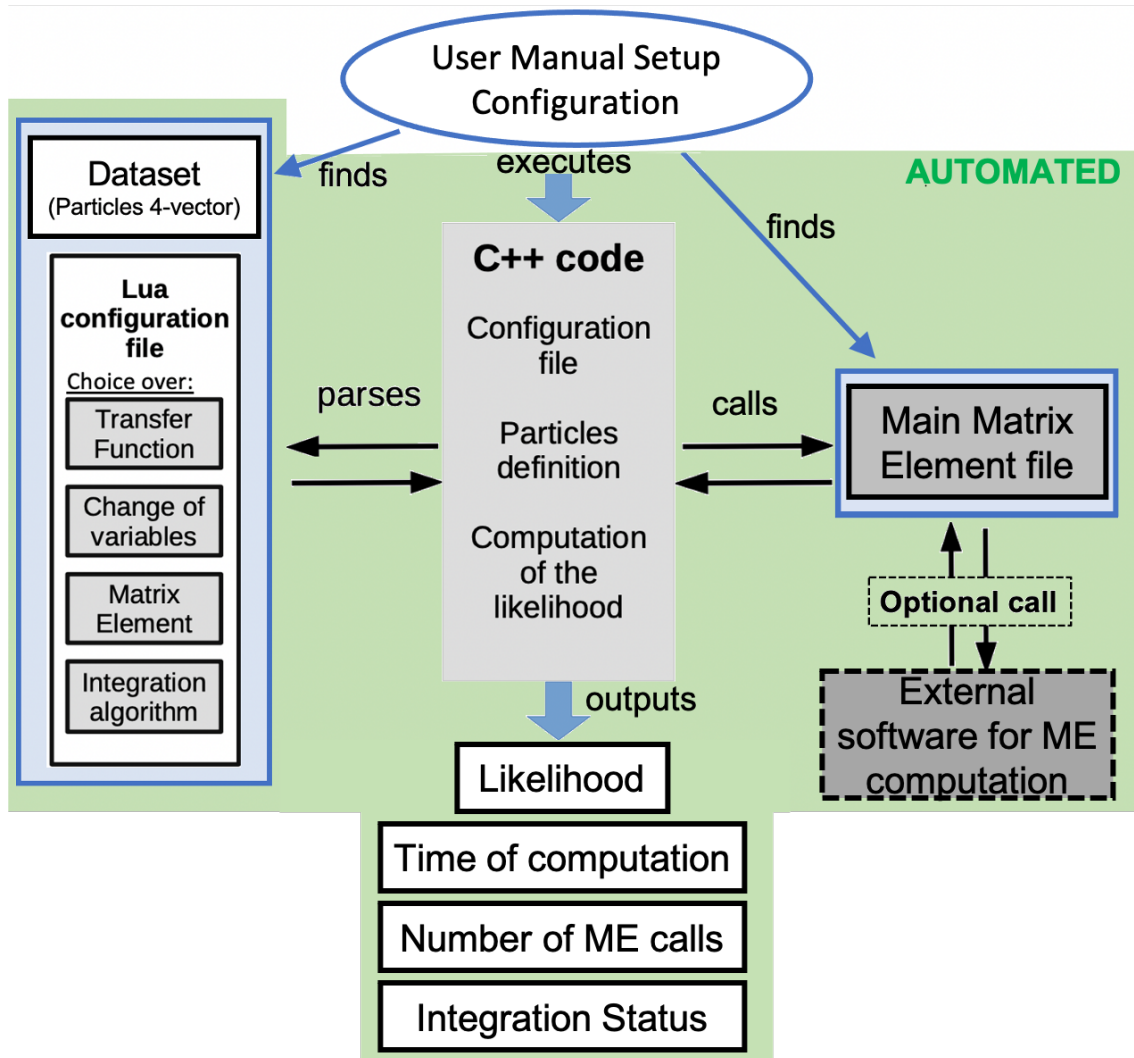 User Manual Setup
Configuration
AUTOMATED
executes
finds
finds
Dataset
(Particles 4-vector)
Lua
configuration
file
Choice over:
Transfer
Function
Change of
variables
Matrix
Element
Integration
algorithm
parses
C++ code
Configuration
file
Particles
definition
Computation
of the
likelihood
calls
Main Matrix
Element file
Optional call
External
software for ME
computation
outputs
Likelihood
Time of computation
Number of ME calls
Integration Status